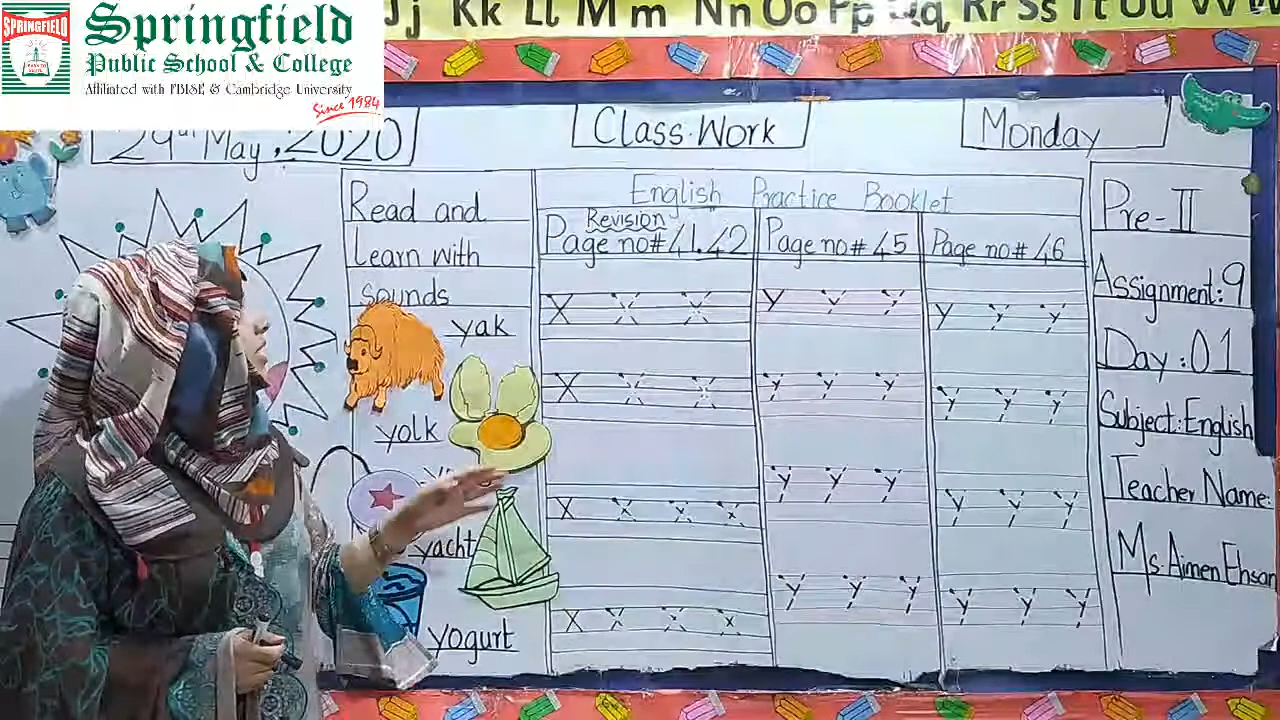 SPRINGFIELD
Springfield
Public School & College
Affiliated with FBISE & Cambridge University
Since 1984
Jj Kk Ll Mm Nn Oo Pp Qq Rr Ss Tt Uu Vv W
29th May, 2020
Class Work
Monday
Read and
Learn with
sounds
yak
yolk
yacht
yogurt
English Practice Booklet
Revision
Page no# 41.42
Page no# 45
Page no# 46
x x x
x x x
x x x x
x x x x
y y y
y y y
y y y
y y y
y y y
y y y
y y y
y y y
Pre-II
Assignment: 9
Day : 01
Subject: English
Teacher Name:
Ms. Aimen Ehsan